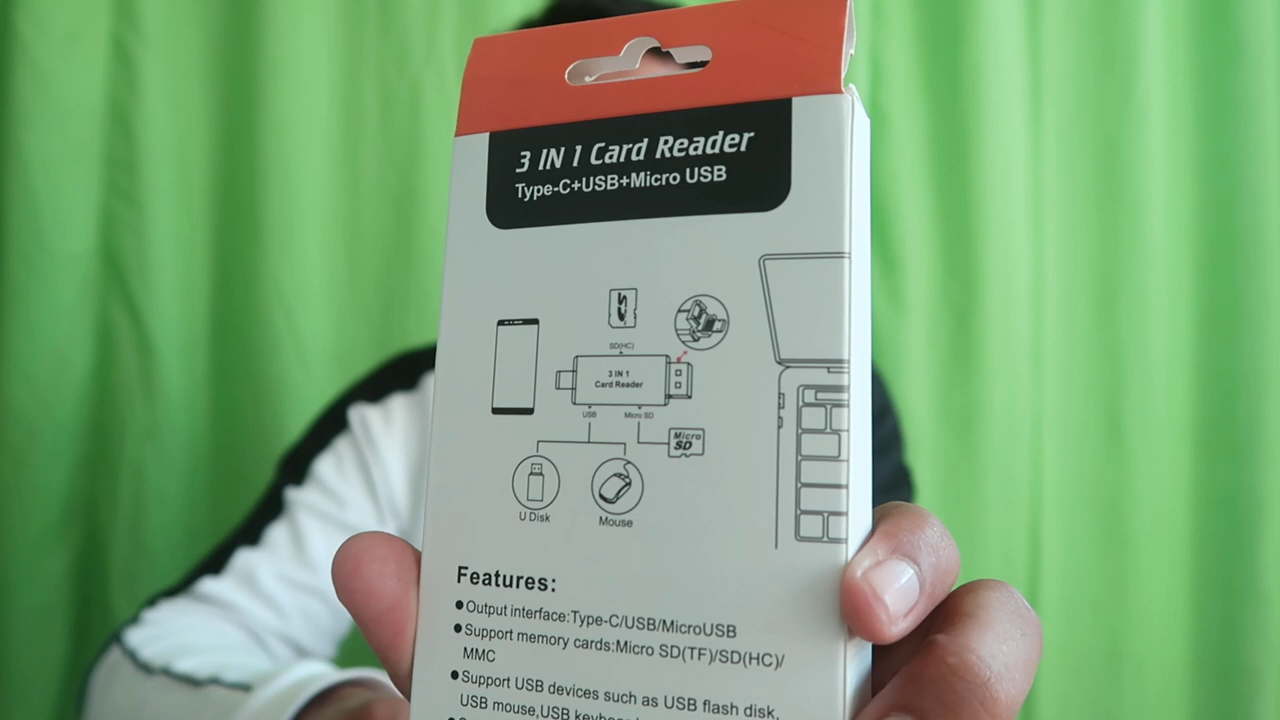 3 IN 1 Card Reader
Type-C+USB+Micro USB
SD(HC)
3 IN 1
Card Reader
USB
Micro SD
Micro
SD
U Disk
Mouse
Features:
●Output interface:Type-C/USB/MicroUSB
●Support memory cards:Micro SD(TF)/SD(HC)/
MMC
●Support USB devices such as USB flash disk,
USB mouse,USB